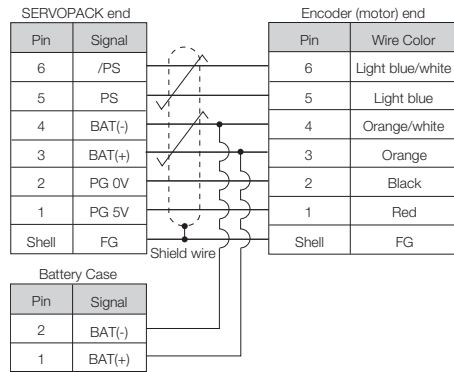 SERVOPACK end Encoder (motor) end
Pin Signal Pin Wire Color
6 /PS 6 Light blue/white
5 PS 5 Light blue
4 BAT(-) 4 Orange/white
3 BAT(+) 3 Orange
2 PG 0V 2 Black
1 PG 5V 1 Red
Shell FG Shell FG
Shield wire
Battery Case
Pin Signal
2 BAT(-)
1 BAT(+)